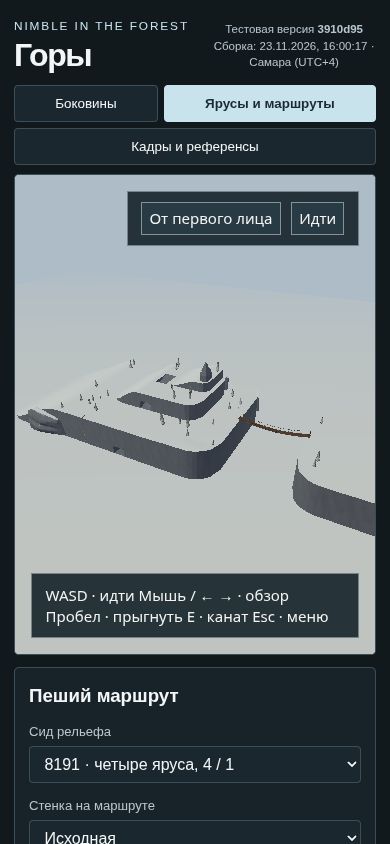 NIMBLE IN THE FOREST
Горы
Тестовая версия 3910d95
Сборка: 23.11.2026, 16:00:17 ·
Самара (UTC+4)
Боковины
Ярусы и маршруты
Кадры и референсы
От первого лица
Идти
WASD · идти Мышь / ← → · обзор
Пробел · прыгнуть E · канат Esc · меню
Пеший маршрут
Сид рельефа
8191 · четыре яруса, 4 / 1
Стенка на маршруте
Исходная